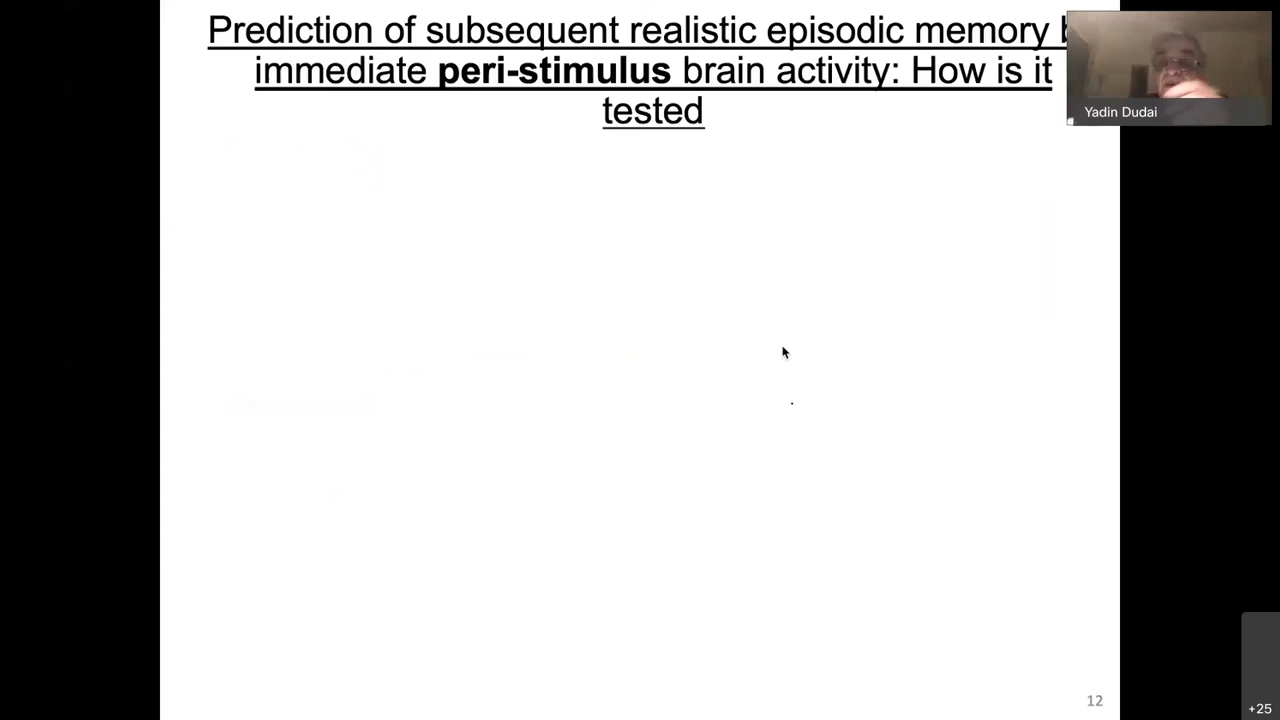 Prediction of subsequent realistic episodic memory
immediate peri-stimulus brain activity: How is it
tested
Yadin Dudai
12
+25